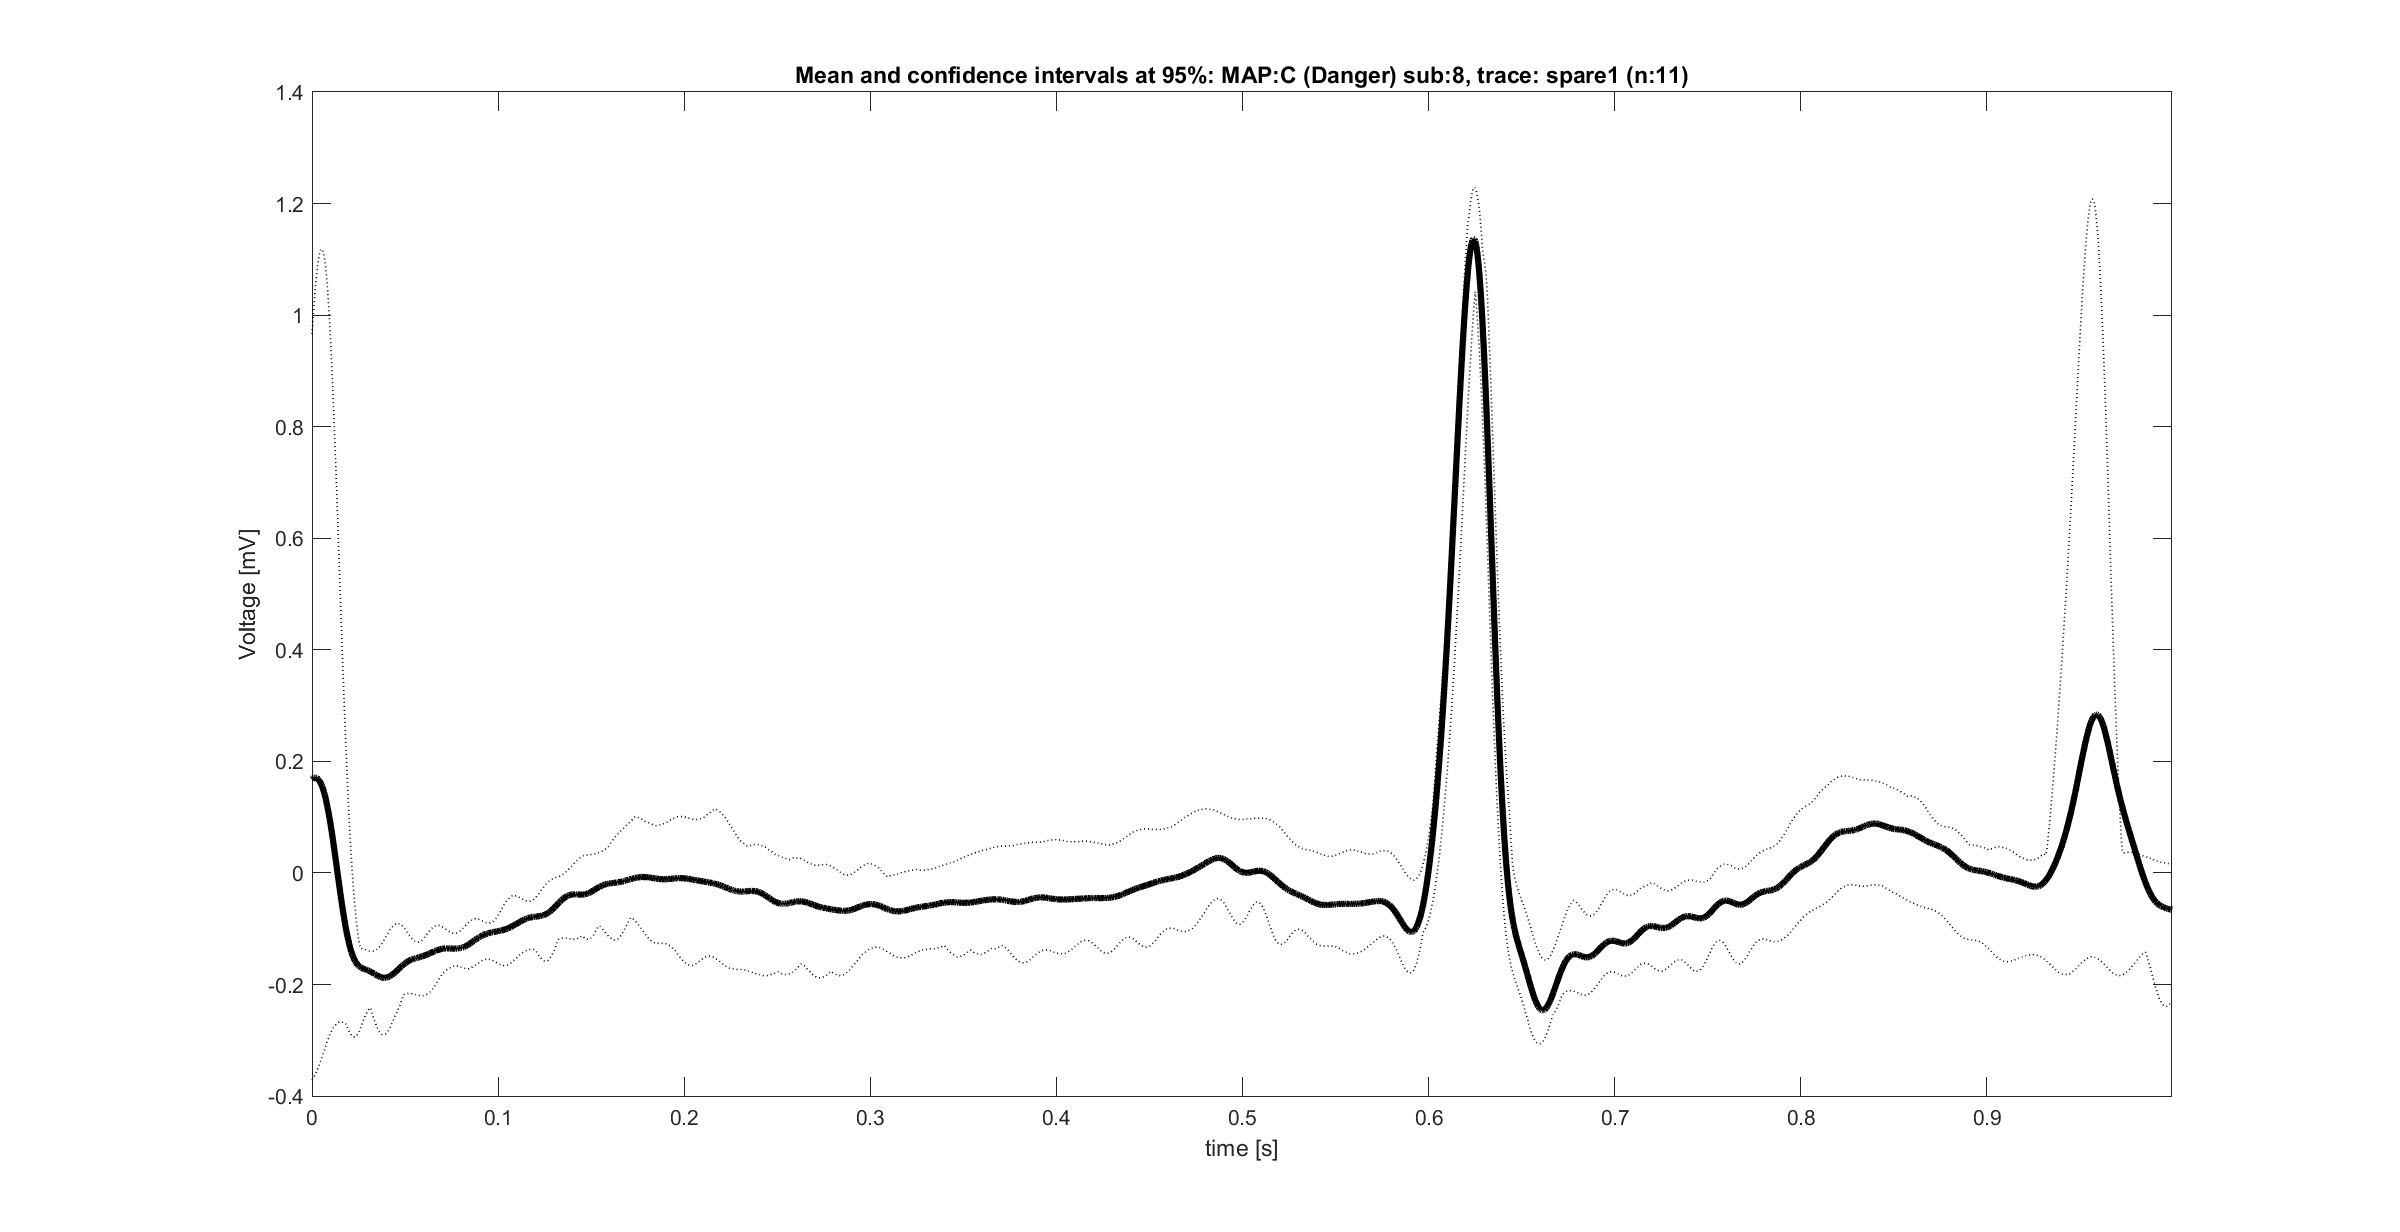 Mean and confidence intervals at 95%: MAP:C (Danger) sub:8, trace: spare1 (n:11)
1.4
1.2
1
0.8
0.6
0.4
0.2
0
-0.2
-0.4
Voltage [mV]
0 0.1 0.2 0.3 0.4 0.5 0.6 0.7 0.8 0.9
time [s]